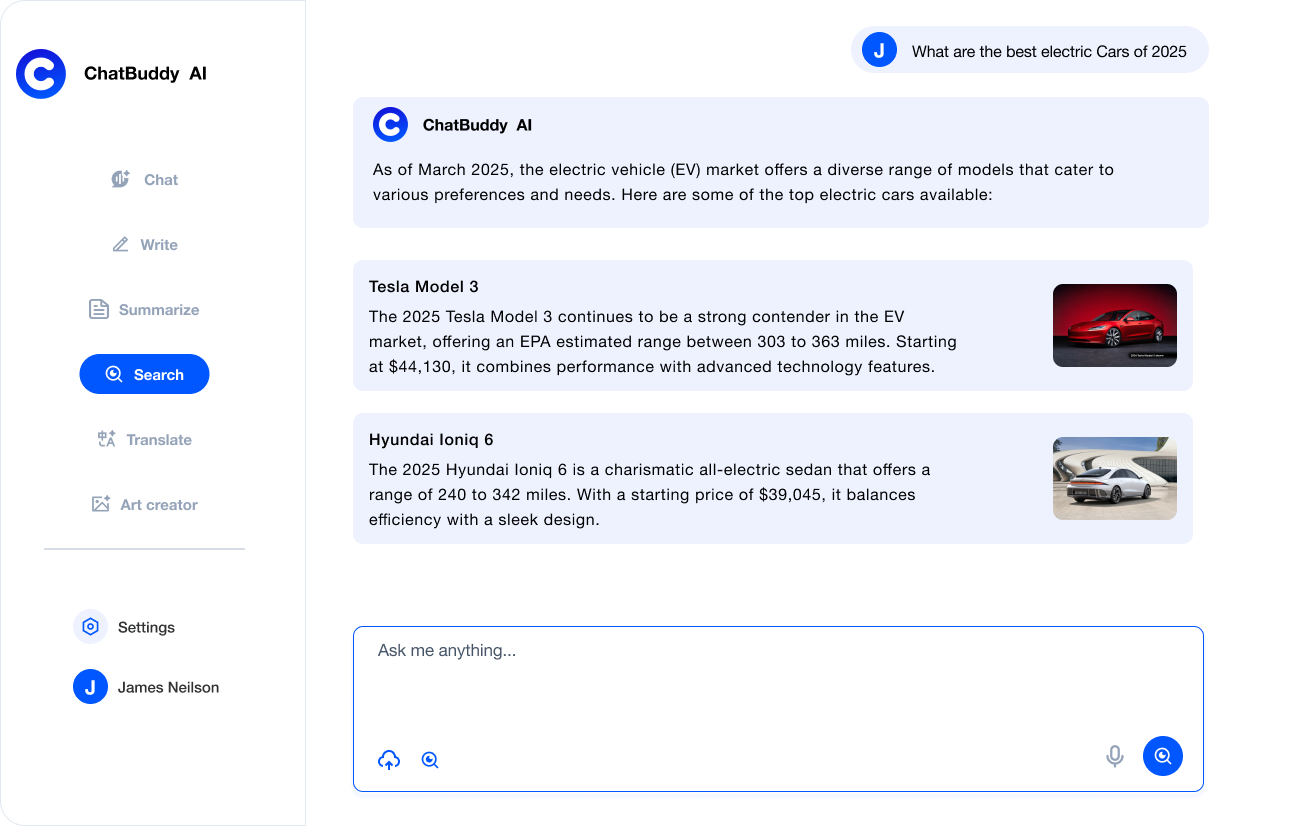 ChatBuddy AI
Chat
Write
Summarize
Search
Translate
Art creator
Settings
J
James Neilson
J
What are the best electric Cars of 2025
ChatBuddy AI
As of March 2025, the electric vehicle (EV) market offers a diverse range of models that cater to
various preferences and needs. Here are some of the top electric cars available:
Tesla Model 3
The 2025 Tesla Model 3 continues to be a strong contender in the EV
market, offering an EPA estimated range between 303 to 363 miles. Starting
at $44,130, it combines performance with advanced technology features.
Hyundai Ioniq 6
The 2025 Hyundai Ioniq 6 is a charismatic all-electric sedan that offers a
range of 240 to 342 miles. With a starting price of $39,045, it balances
efficiency with a sleek design.
Ask me anything...